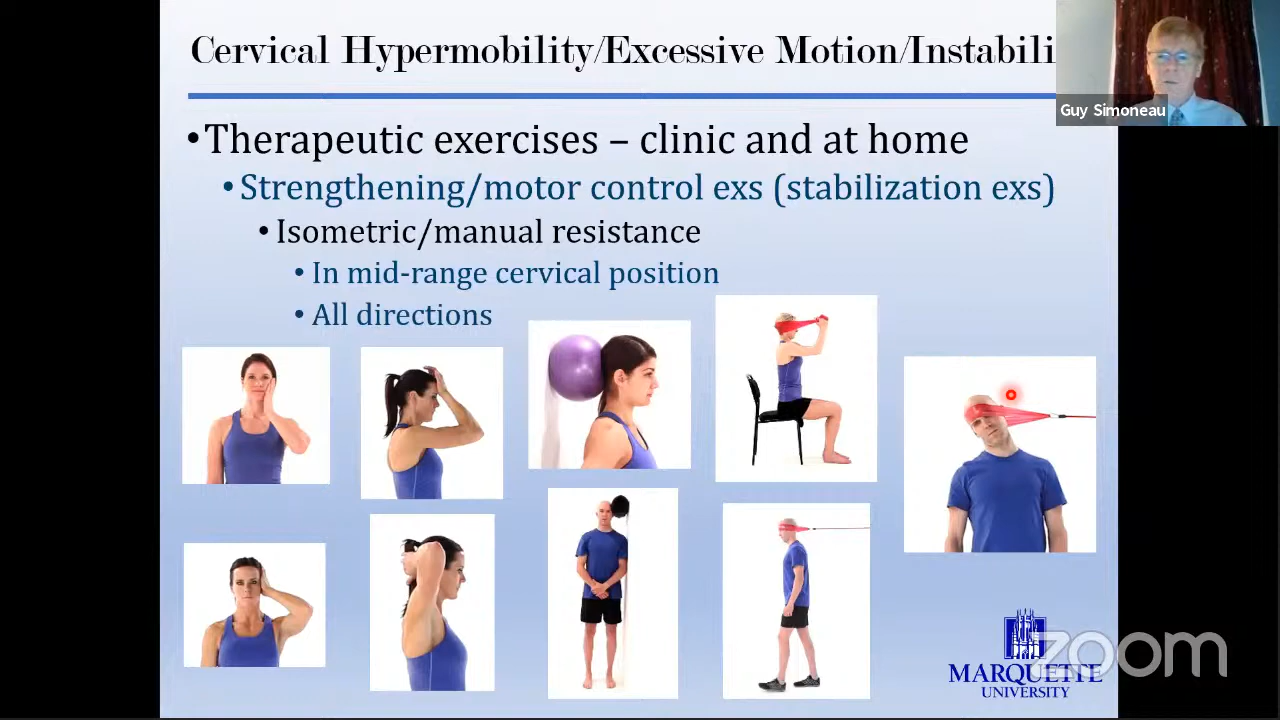 Cervical Hypermobility/Excessive Motion/Instabili
Guy Simoneau
•Therapeutic exercises – clinic and at home
•Strengthening/motor control exs (stabilization exs)
•Isometric/manual resistance
•In mid-range cervical position
•All directions
zoom
MARQUETTE
UNIVERSITY